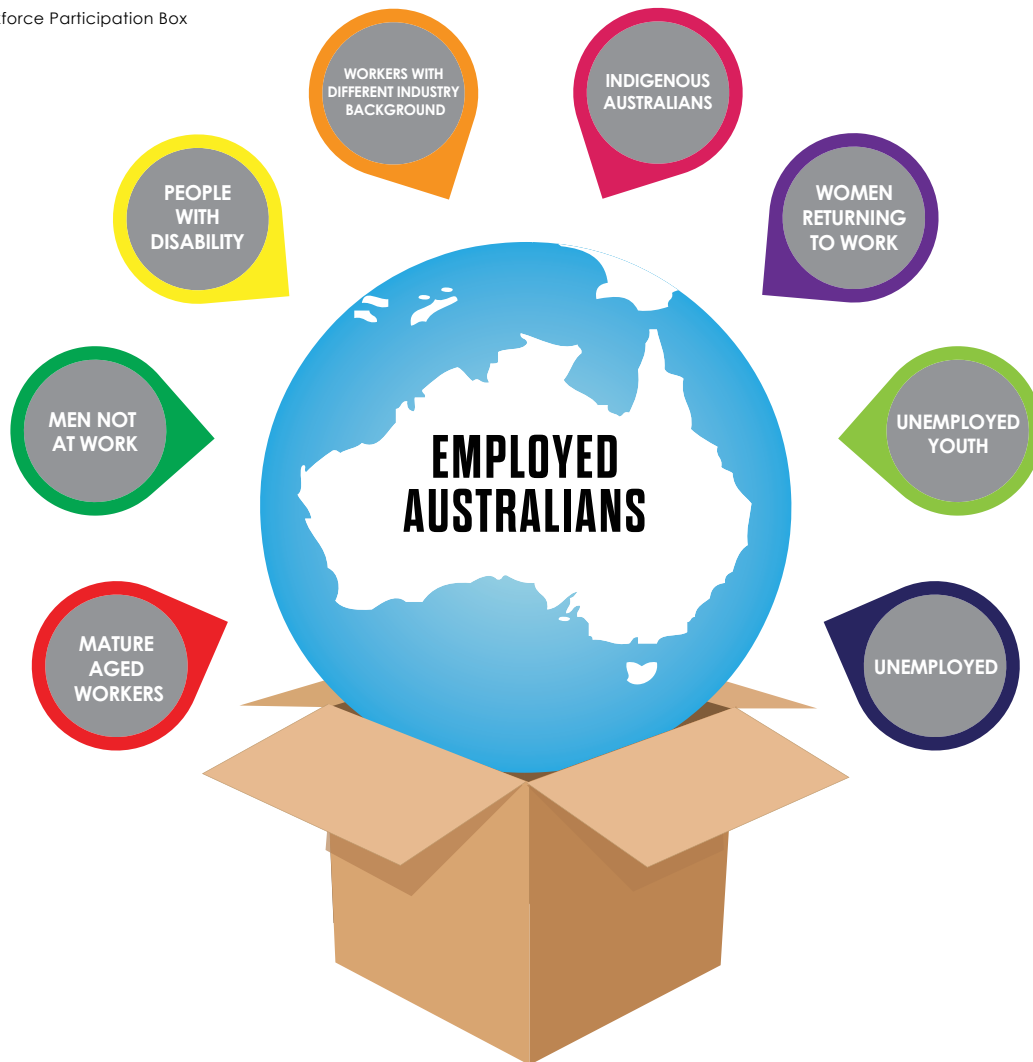 force Participation Box
WORKERS WITH
DIFFERENT INDUSTRY
BACKGROUND
INDIGENOUS
AUSTRALIANS
PEOPLE
WITH
DISABILITY
WOMEN
RETURNING
TO WORK
MEN NOT
AT WORK
UNEMPLOYED
YOUTH
EMPLOYED
AUSTRALIANS
MATURE
AGED
WORKERS
UNEMPLOYED